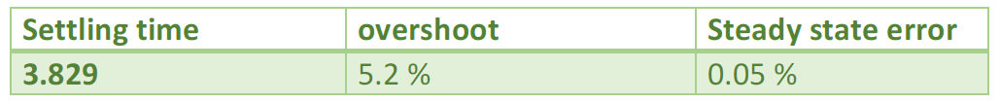 Settling time overshoot Steady state error
3.829 5.2 % 0.05 %